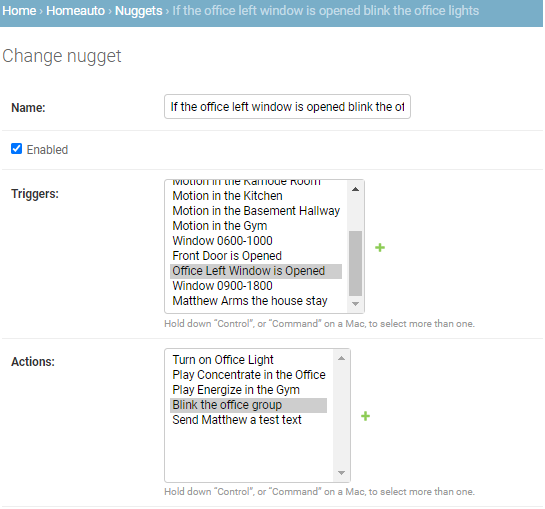 Home › Homeauto › Nuggets › If the office left window is opened blink the office lights
Change nugget
Name:
If the office left window is opened blink the of
Enabled
Triggers:
Motion in the Kamode Room
Motion in the Kitchen
Motion in the Basement Hallway
Motion in the Gym
Window 0600-1000
Front Door is Opened
Office Left Window is Opened
Window 0900-1800
Matthew Arms the house stay
Hold down “Control”, or “Command” on a Mac, to select more than one.
Actions:
Turn on Office Light
Play Concentrate in the Office
Play Energize in the Gym
Blink the office group
Send Matthew a test text
Hold down “Control”, or “Command” on a Mac, to select more than one.